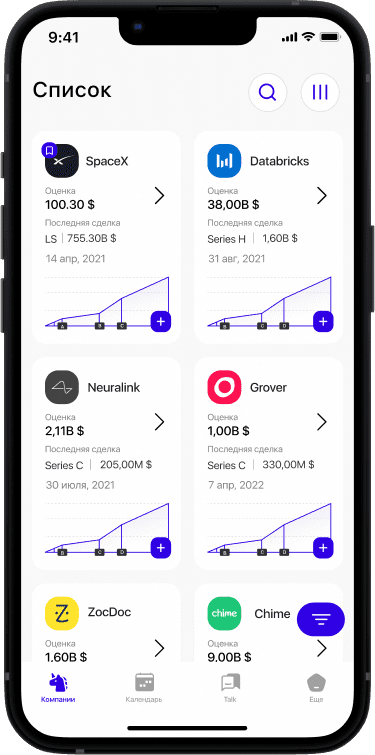 9:41
Список
SpaceX
Оценка
100.30 $
Последняя сделка
LS | 755.30B $
14 апр, 2021
B C D
Databricks
Оценка
38,00B $
Последняя сделка
Series H | 1,60B $
31 авг, 2021
B C D
Neuralink
Оценка
2,11B $
Последняя сделка
Series C | 205,00M $
30 июля, 2021
B C D
Grover
Оценка
1,00B $
Последняя сделка
Series C | 330,00M $
7 апр, 2022
B C D
ZocDoc
Оценка
1.60B $
chime
Chime
Оценка
9.00B $
Компании
Календарь
Talk
Еще